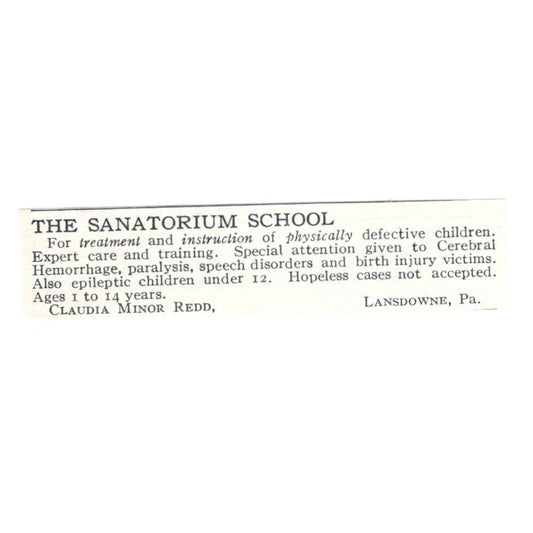 THE SANATORIUM SCHOOL
For treatment and instruction of physically defective children.
Expert care and training. Special attention given to Cerebral
Hemorrhage, paralysis, speech disorders and birth injury victims.
Also epileptic children under 12. Hopeless cases not accepted.
Ages 1 to 14 years.
CLAUDIA MINOR REDD, LANSDOWNE, PA.